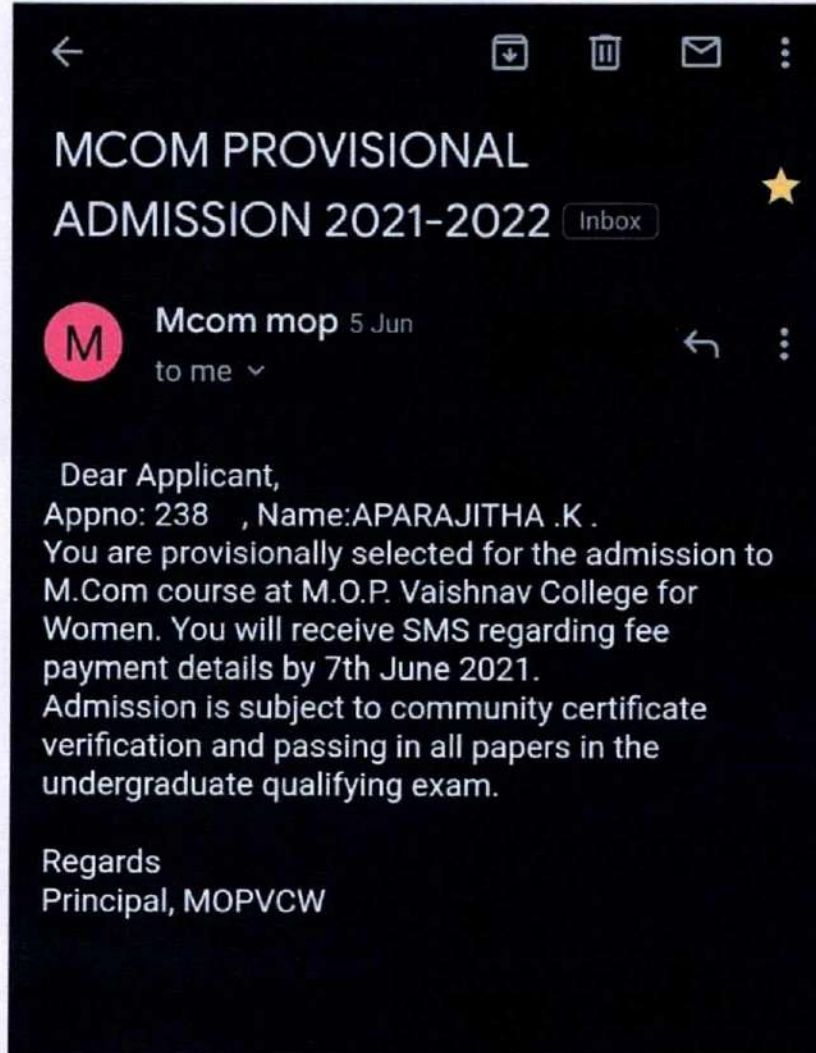 MCOM PROVISIONAL
ADMISSION 2021-2022 Inbox
M
Mcom mop 5 Jun
to me
Dear Applicant,
Appno: 238 , Name:APARAJITHA .K .
You are provisionally selected for the admission to
M.Com course at M.O.P. Vaishnav College for
Women. You will receive SMS regarding fee
payment details by 7th June 2021.
Admission is subject to community certificate
verification and passing in all papers in the
undergraduate qualifying exam.
Regards
Principal, MOPVCW